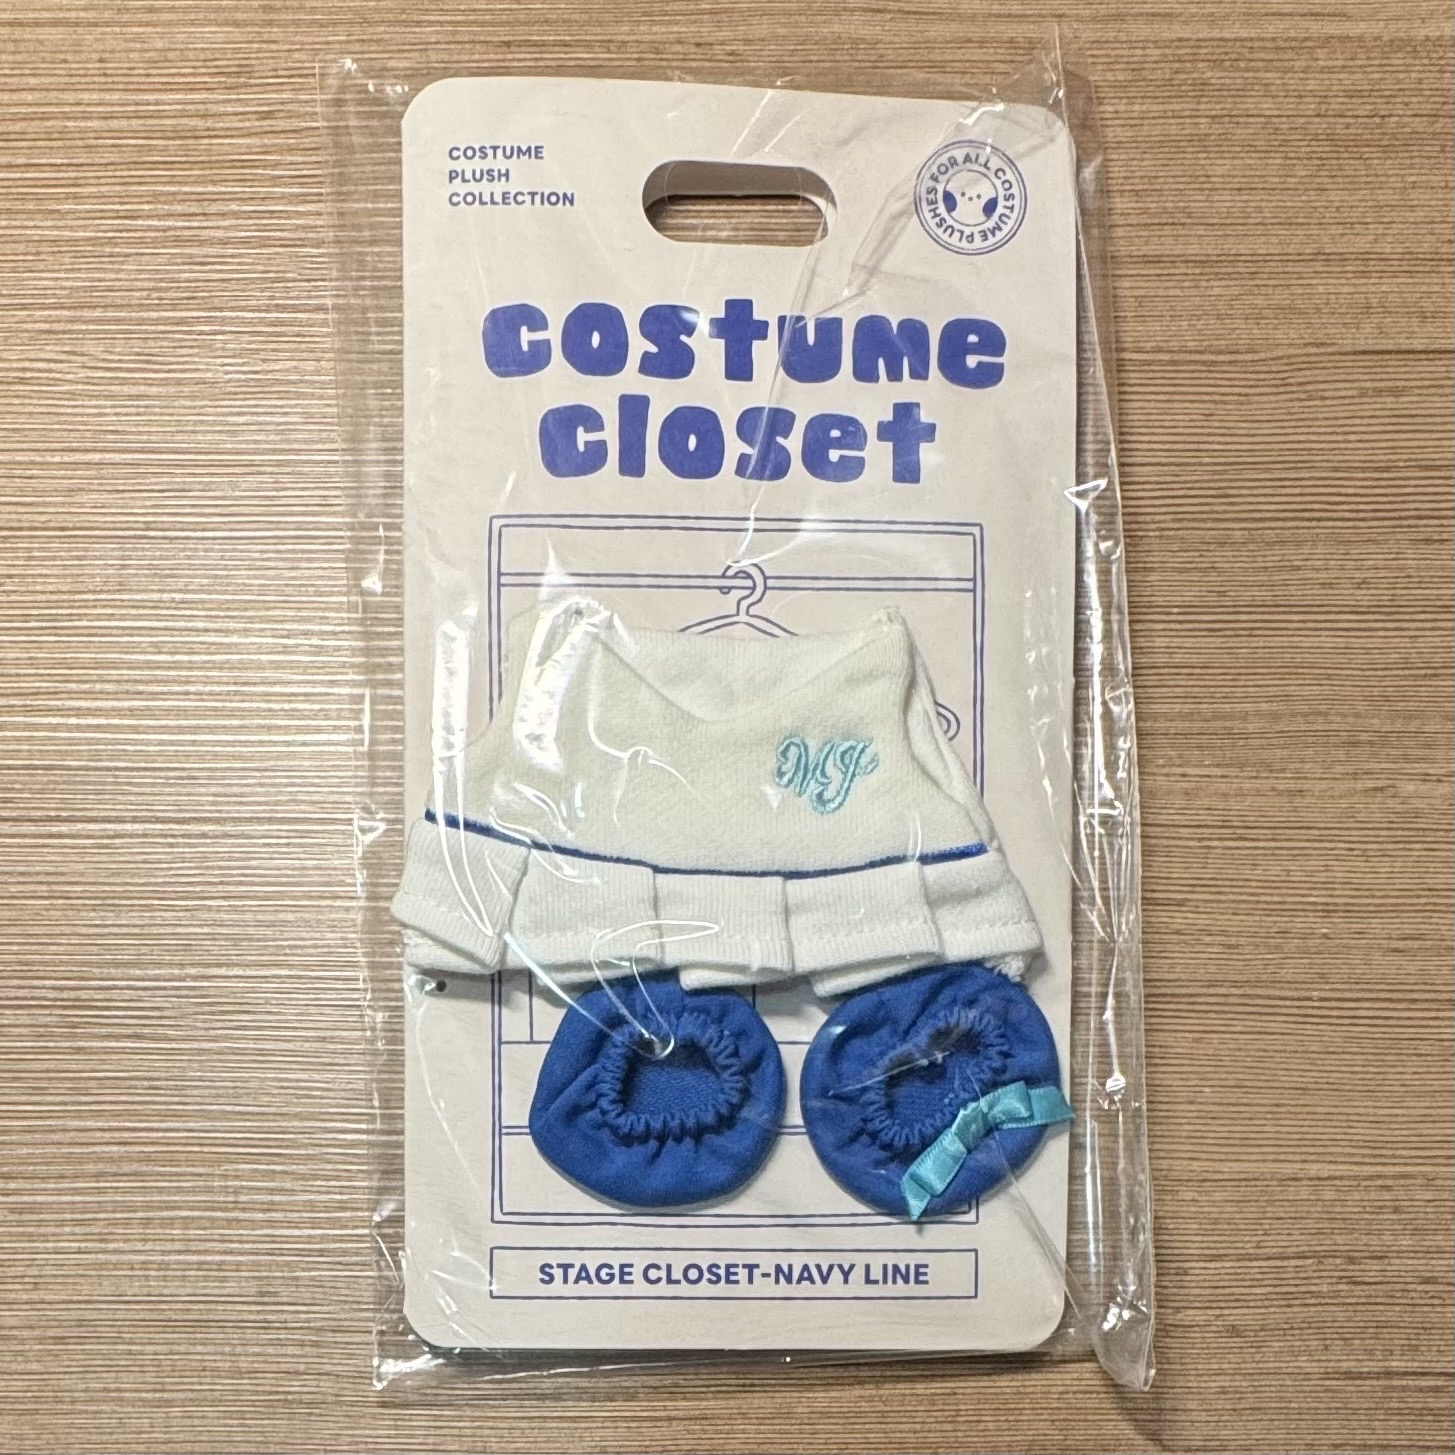 COSTUME
PLUSH
COLLECTION
FOR ALL COSTUME PLUSHES
costume
closet
MJ
STAGE CLOSET-NAVY LINE